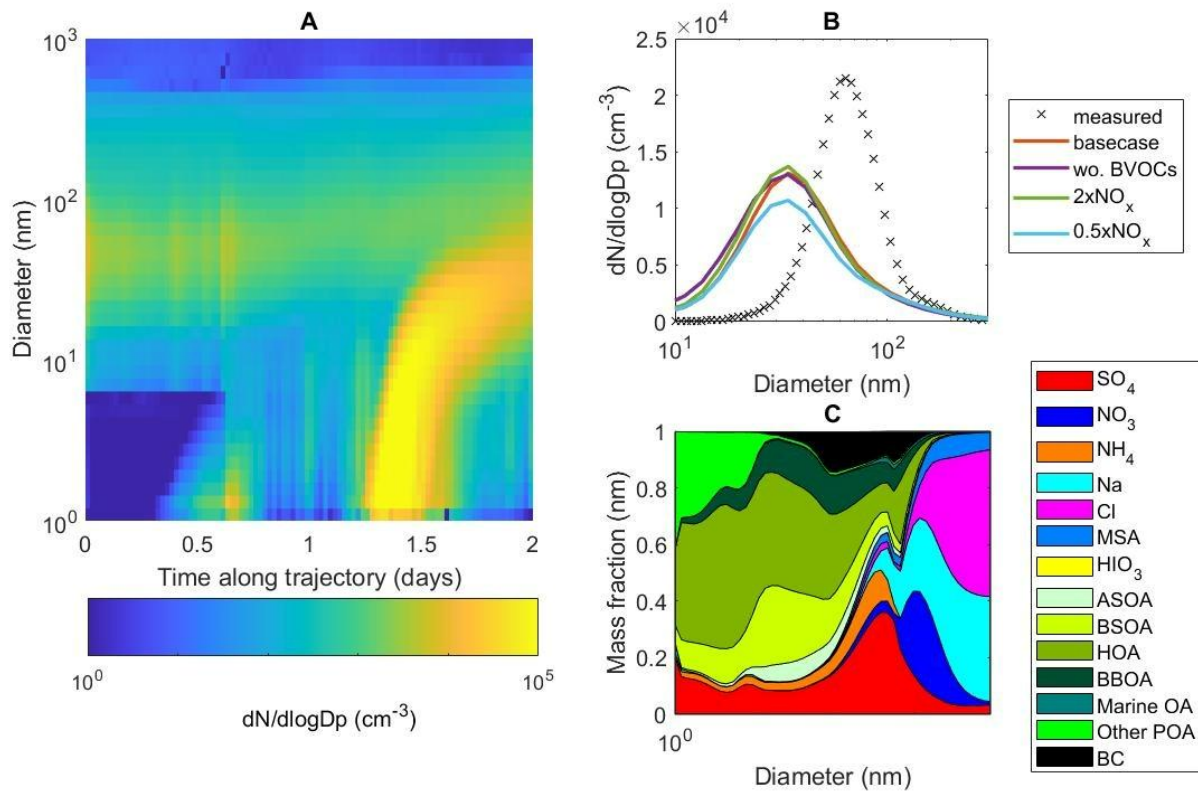 A
10³
10²
10¹
10⁰
Diameter (nm)
0
0.5
1
1.5
2
Time along trajectory (days)
10⁰
10⁵
dN/dlogDp (cm⁻³)
B
×10⁴
2.5
2
1.5
1
0.5
0
dN/dlogDp (cm⁻³)
10¹
10²
Diameter (nm)
measured
basecase
wo. BVOCs
2xNOₓ
0.5xNOₓ
C
1
0.8
0.6
0.4
0.2
0
Mass fraction (nm)
10⁰
Diameter (nm)
SO₄
NO₃
NH₄
Na
Cl
MSA
HIO₃
ASOA
BSOA
HOA
BBOA
Marine OA
Other POA
BC